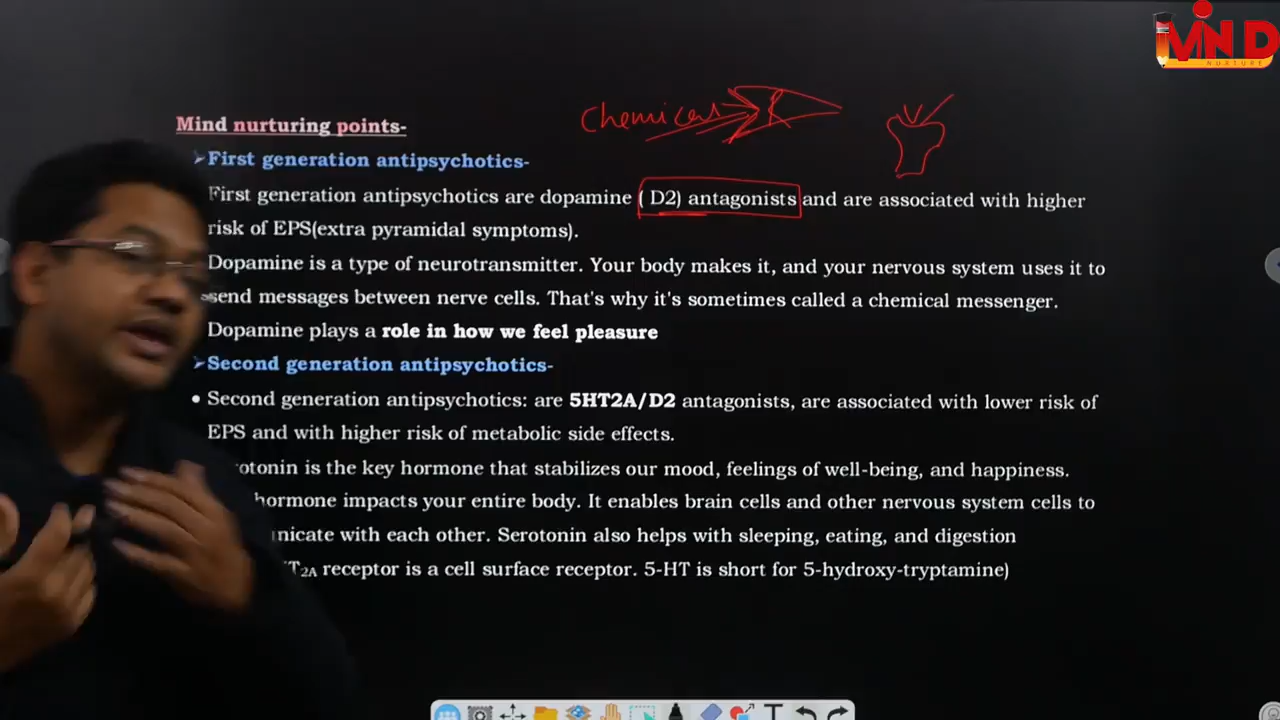 MIND
NURTURE
Chemicals
Mind nurturing points-
➢First generation antipsychotics-
First generation antipsychotics are dopamine ( D2) antagonists and are associated with higher
risk of EPS(extra pyramidal symptoms).
Dopamine is a type of neurotransmitter. Your body makes it, and your nervous system uses it to
send messages between nerve cells. That's why it's sometimes called a chemical messenger.
Dopamine plays a role in how we feel pleasure
➢Second generation antipsychotics-
• Second generation antipsychotics: are 5HT2A/D2 antagonists, are associated with lower risk of
EPS and with higher risk of metabolic side effects.
otonin is the key hormone that stabilizes our mood, feelings of well-being, and happiness.
hormone impacts your entire body. It enables brain cells and other nervous system cells to
nicate with each other. Serotonin also helps with sleeping, eating, and digestion
T2A receptor is a cell surface receptor. 5-HT is short for 5-hydroxy-tryptamine)
T